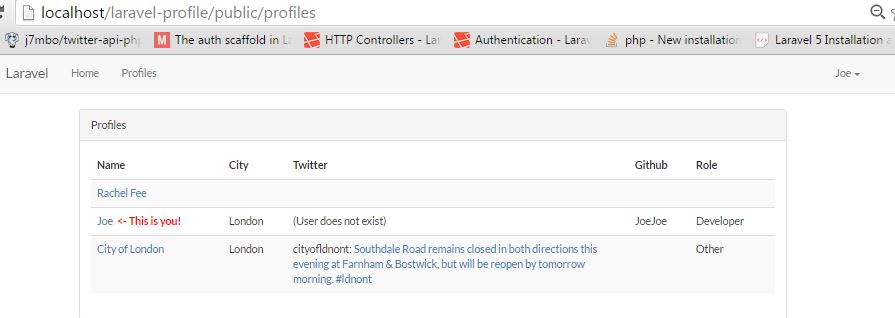 localhost/laravel-profile/public/profiles
j7mbo/twitter-api-php
The auth scaffold in L
HTTP Controllers - La
Authentication - Larav
php - New installation
Laravel 5 Installation a
Laravel Home Profiles Joe
Profiles
Name City Twitter Github Role
Rachel Fee
Joe <- This is you! London (User does not exist) JoeJoe Developer
City of London London cityofldnont: Southdale Road remains closed in both directions this Other
evening at Farnham & Bostwick, but will be reopen by tomorrow
morning. #ldnont